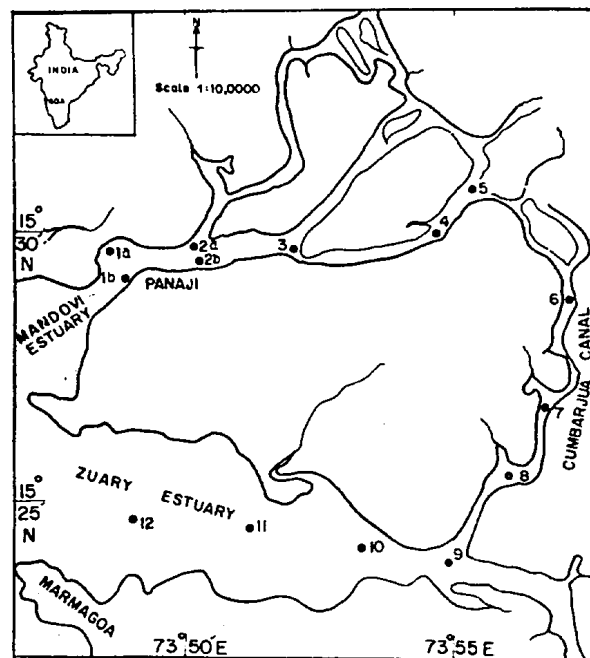 N
INDIA
GOA
Scale 1:10,0000
15°
30'
N
1a
1b
2a
2b
3
4
5
6
7
8
9
10
11
12
PANAJI
MANDOVI
ESTUARY
CUMBARJUA CANAL
ZUARY ESTUARY
15°
25'
N
MARMAGOA
73°50'E
73°55 E